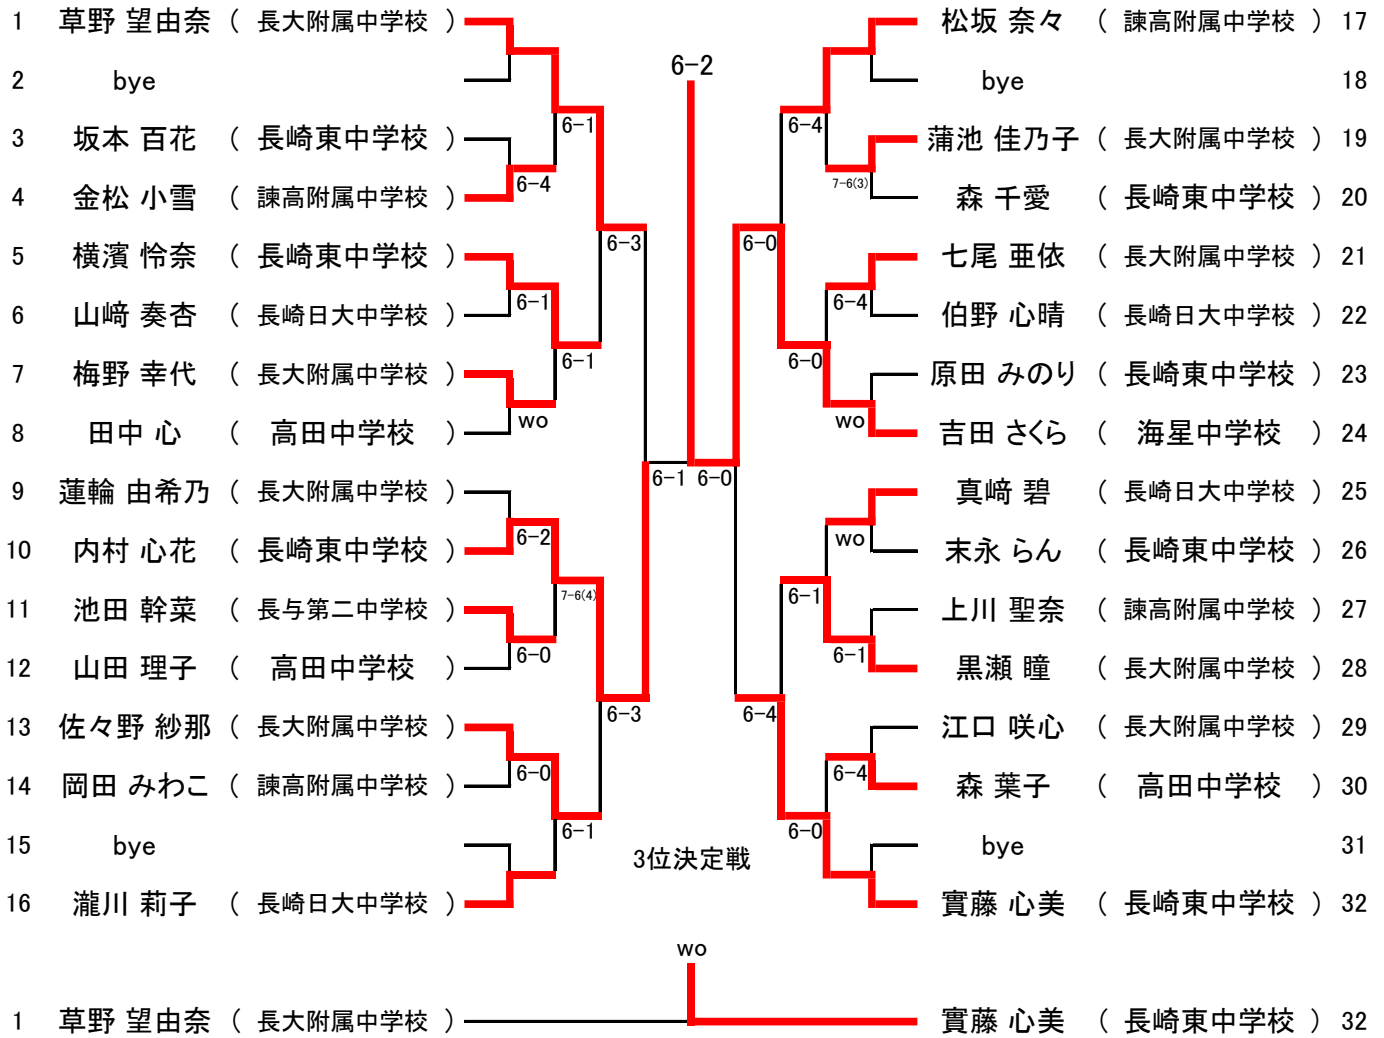 1 草野 望由奈 ( 長大附属中学校 ) 松坂 奈々 ( 諫高附属中学校 ) 17
6-2
2 bye bye 18
6-1 6-4
3 坂本 百花 ( 長崎東中学校 ) 蒲池 佳乃子 ( 長大附属中学校 ) 19
6-4 7-6(3)
4 金松 小雪 ( 諫高附属中学校 ) 森 千愛 ( 長崎東中学校 ) 20
6-3 6-0
5 横濱 怜奈 ( 長崎東中学校 ) 七尾 亜依 ( 長大附属中学校 ) 21
6-1 6-4
6 山﨑 奏杏 ( 長崎日大中学校 ) 伯野 心晴 ( 長崎日大中学校 ) 22
6-1 6-0
7 梅野 幸代 ( 長大附属中学校 ) 原田 みのり ( 長崎東中学校 ) 23
wo wo
8 田中 心 ( 高田中学校 ) 吉田 さくら ( 海星中学校 ) 24
6-1 6-0
9 蓮輪 由希乃 ( 長大附属中学校 ) 真﨑 碧 ( 長崎日大中学校 ) 25
6-2 wo
10 内村 心花 ( 長崎東中学校 ) 末永 らん ( 長崎東中学校 ) 26
7-6(4) 6-1
11 池田 幹菜 ( 長与第二中学校 ) 上川 聖奈 ( 諫高附属中学校 ) 27
6-0 6-1
12 山田 理子 ( 高田中学校 ) 黒瀬 瞳 ( 長大附属中学校 ) 28
6-3 6-4
13 佐々野 紗那 ( 長大附属中学校 ) 江口 咲心 ( 長大附属中学校 ) 29
6-0 6-4
14 岡田 みわこ ( 諫高附属中学校 ) 森 葉子 ( 高田中学校 ) 30
6-1 6-0
15 bye bye 31
3位決定戦
16 瀧川 莉子 ( 長崎日大中学校 ) 實藤 心美 ( 長崎東中学校 ) 32
wo
1 草野 望由奈 ( 長大附属中学校 ) 實藤 心美 ( 長崎東中学校 ) 32